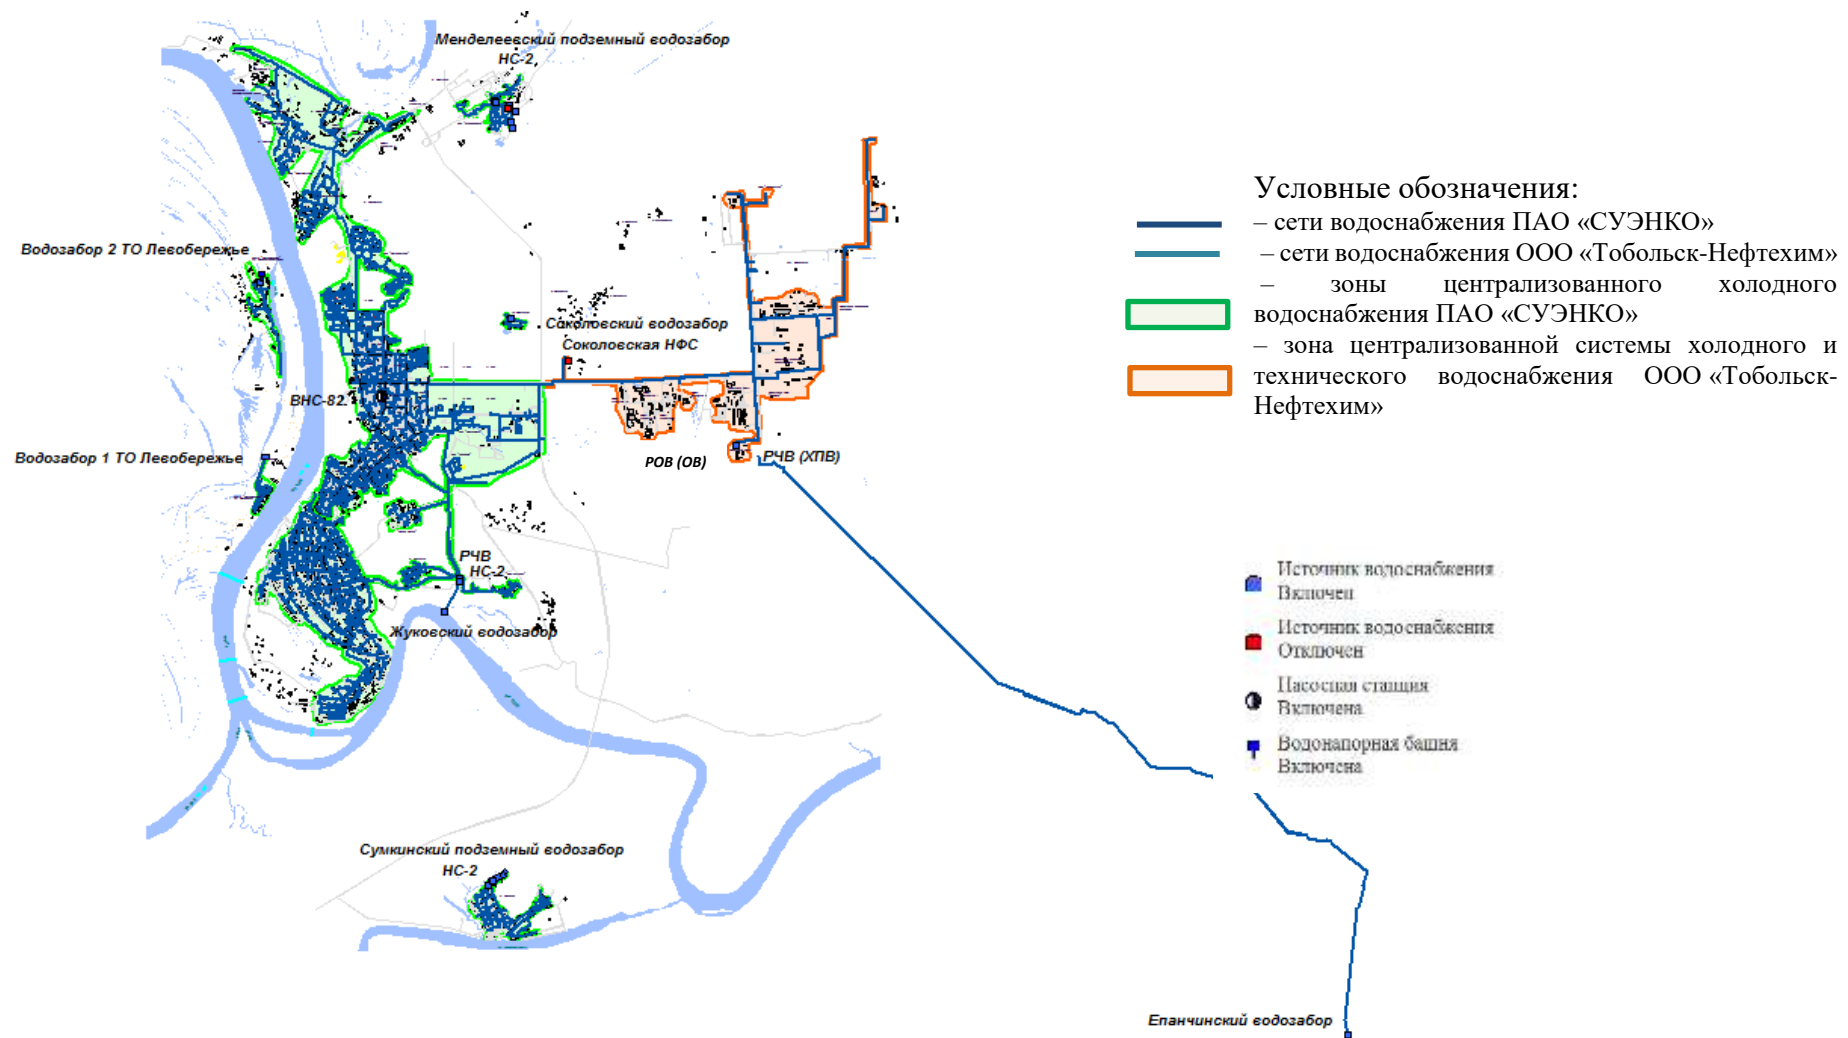 Менделеевский подземный водозабор
НС-2
Водозабор 2 ТО Левобережье
Соколовский водозабор
Соколовская НФС
ВНС-82
Водозабор 1 ТО Левобережье
РОВ (ОВ)
РЧВ (ХПВ)
РЧВ
НС-2
Жуковский водозабор
Сумкинский подземный водозабор
НС-2
Епанчинский водозабор
Условные обозначения:
– сети водоснабжения ПАО «СУЭНКО»
– сети водоснабжения ООО «Тобольск-Нефтехим»
– зоны централизованного холодного
водоснабжения ПАО «СУЭНКО»
– зона централизованной системы холодного и
технического водоснабжения ООО «Тобольск-
Нефтехим»
Источник водоснабжения
Включен
Источник водоснабжения
Отключен
Насосная станция
Включена
Водонапорная башня
Включена